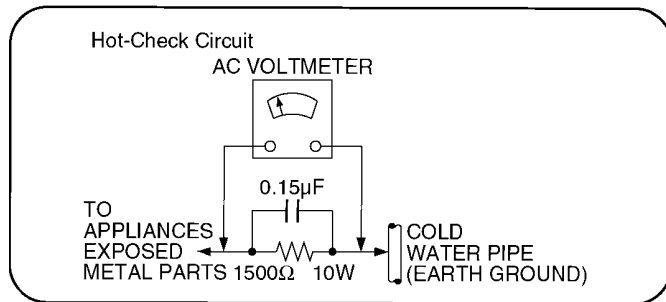 Hot-Check Circuit
AC VOLTMETER
0.15μF
TO
APPLIANCES
EXPOSED
METAL PARTS
1500Ω 10W
COLD
WATER PIPE
(EARTH GROUND)